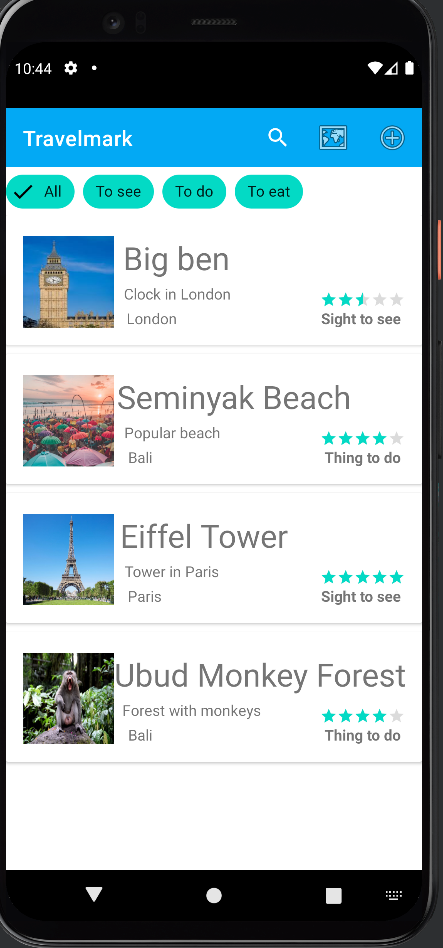 10:44
Travelmark
All To see To do To eat
Big ben
Clock in London
London
Sight to see
Seminyak Beach
Popular beach
Bali
Thing to do
Eiffel Tower
Tower in Paris
Paris
Sight to see
Ubud Monkey Forest
Forest with monkeys
Bali
Thing to do